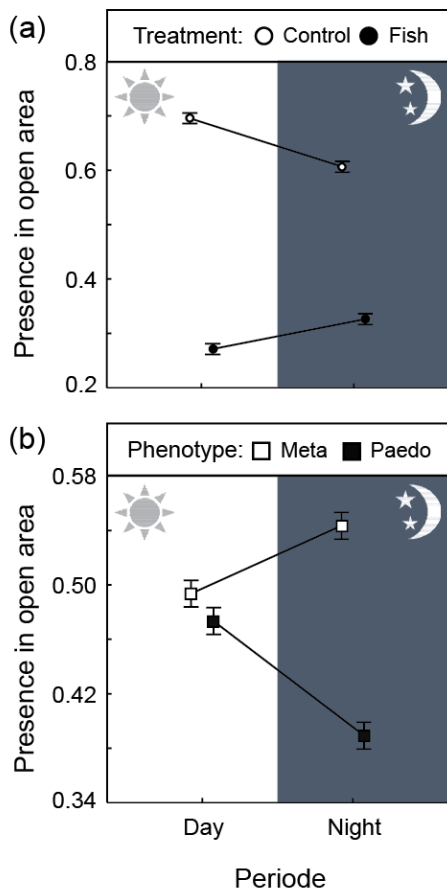 (a)
Treatment: Control Fish
Presence in open area
0.8
0.6
0.4
0.2
(b)
Phenotype: Meta Paedo
Presence in open area
0.58
0.50
0.42
0.34
Day Night
Periode